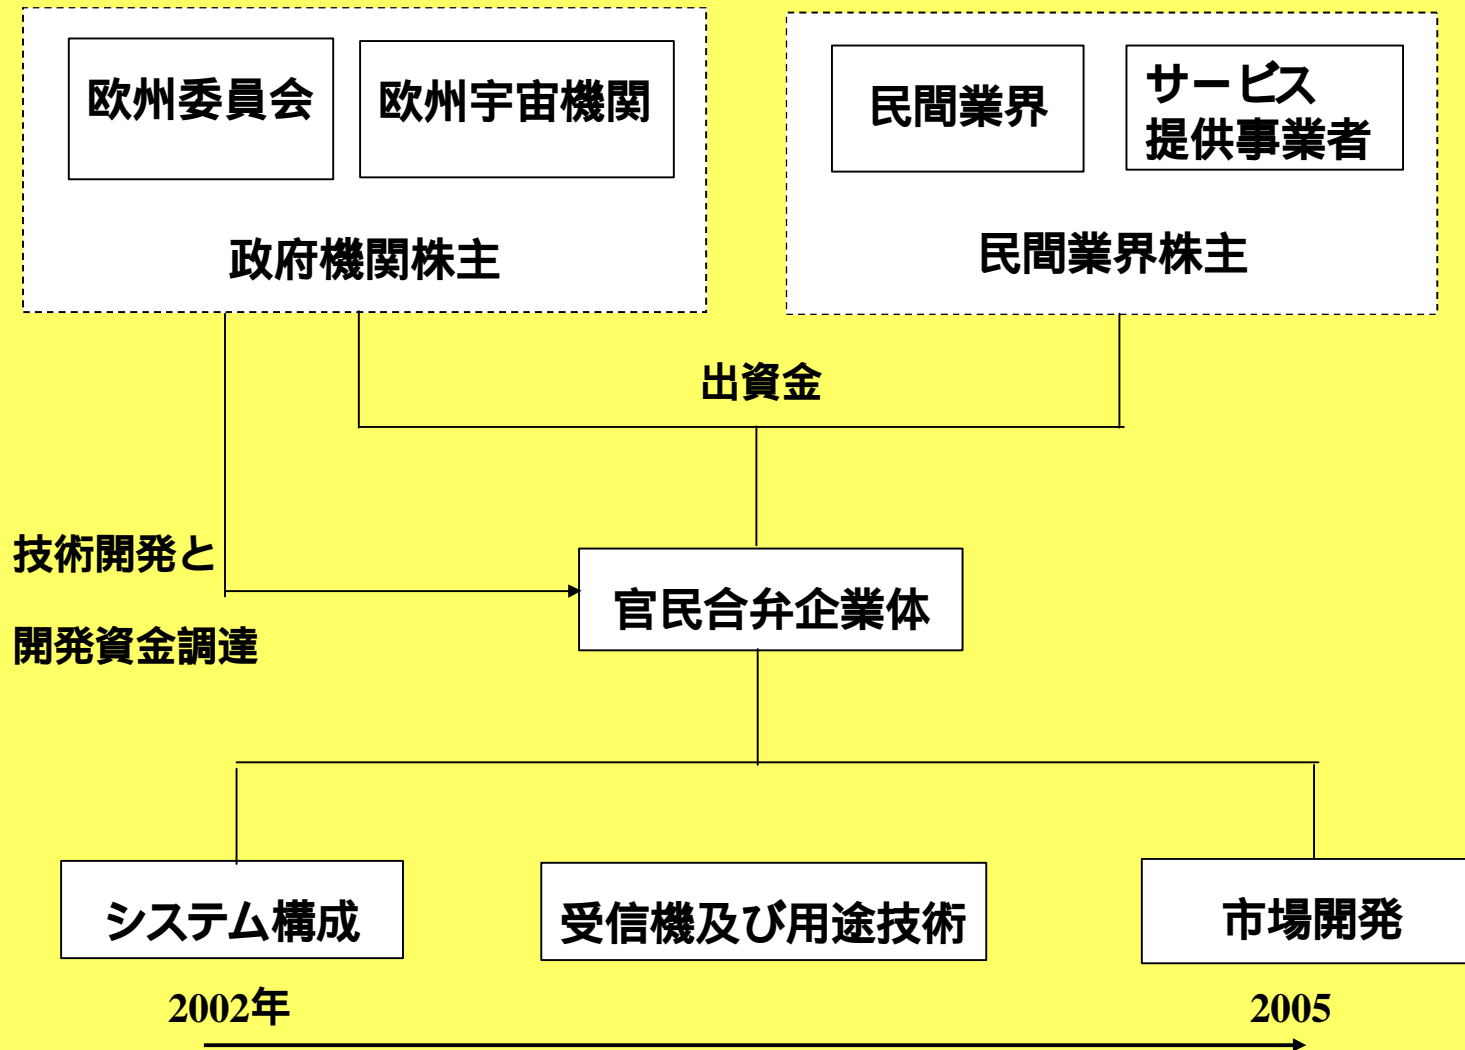 欧州委員会
欧州宇宙機関
政府機関株主
民間業界
サービス
提供事業者
民間業界株主
出資金
技術開発と
開発資金調達
官民合弁企業体
システム構成
受信機及び用途技術
市場開発
2002年
2005